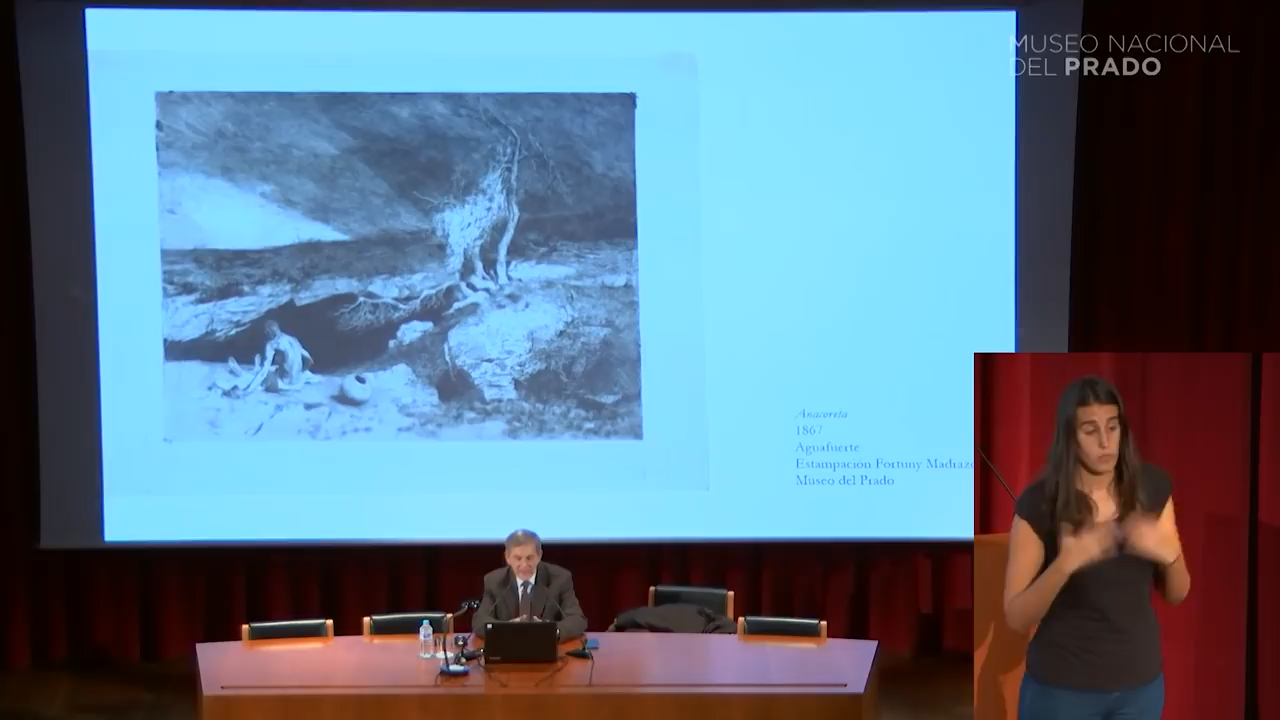 MUSEO NACIONAL
DEL PRADO
Anacoreta
1867
Aguafuerte
Estampación Fortuny Madrazo
Museo del Prado